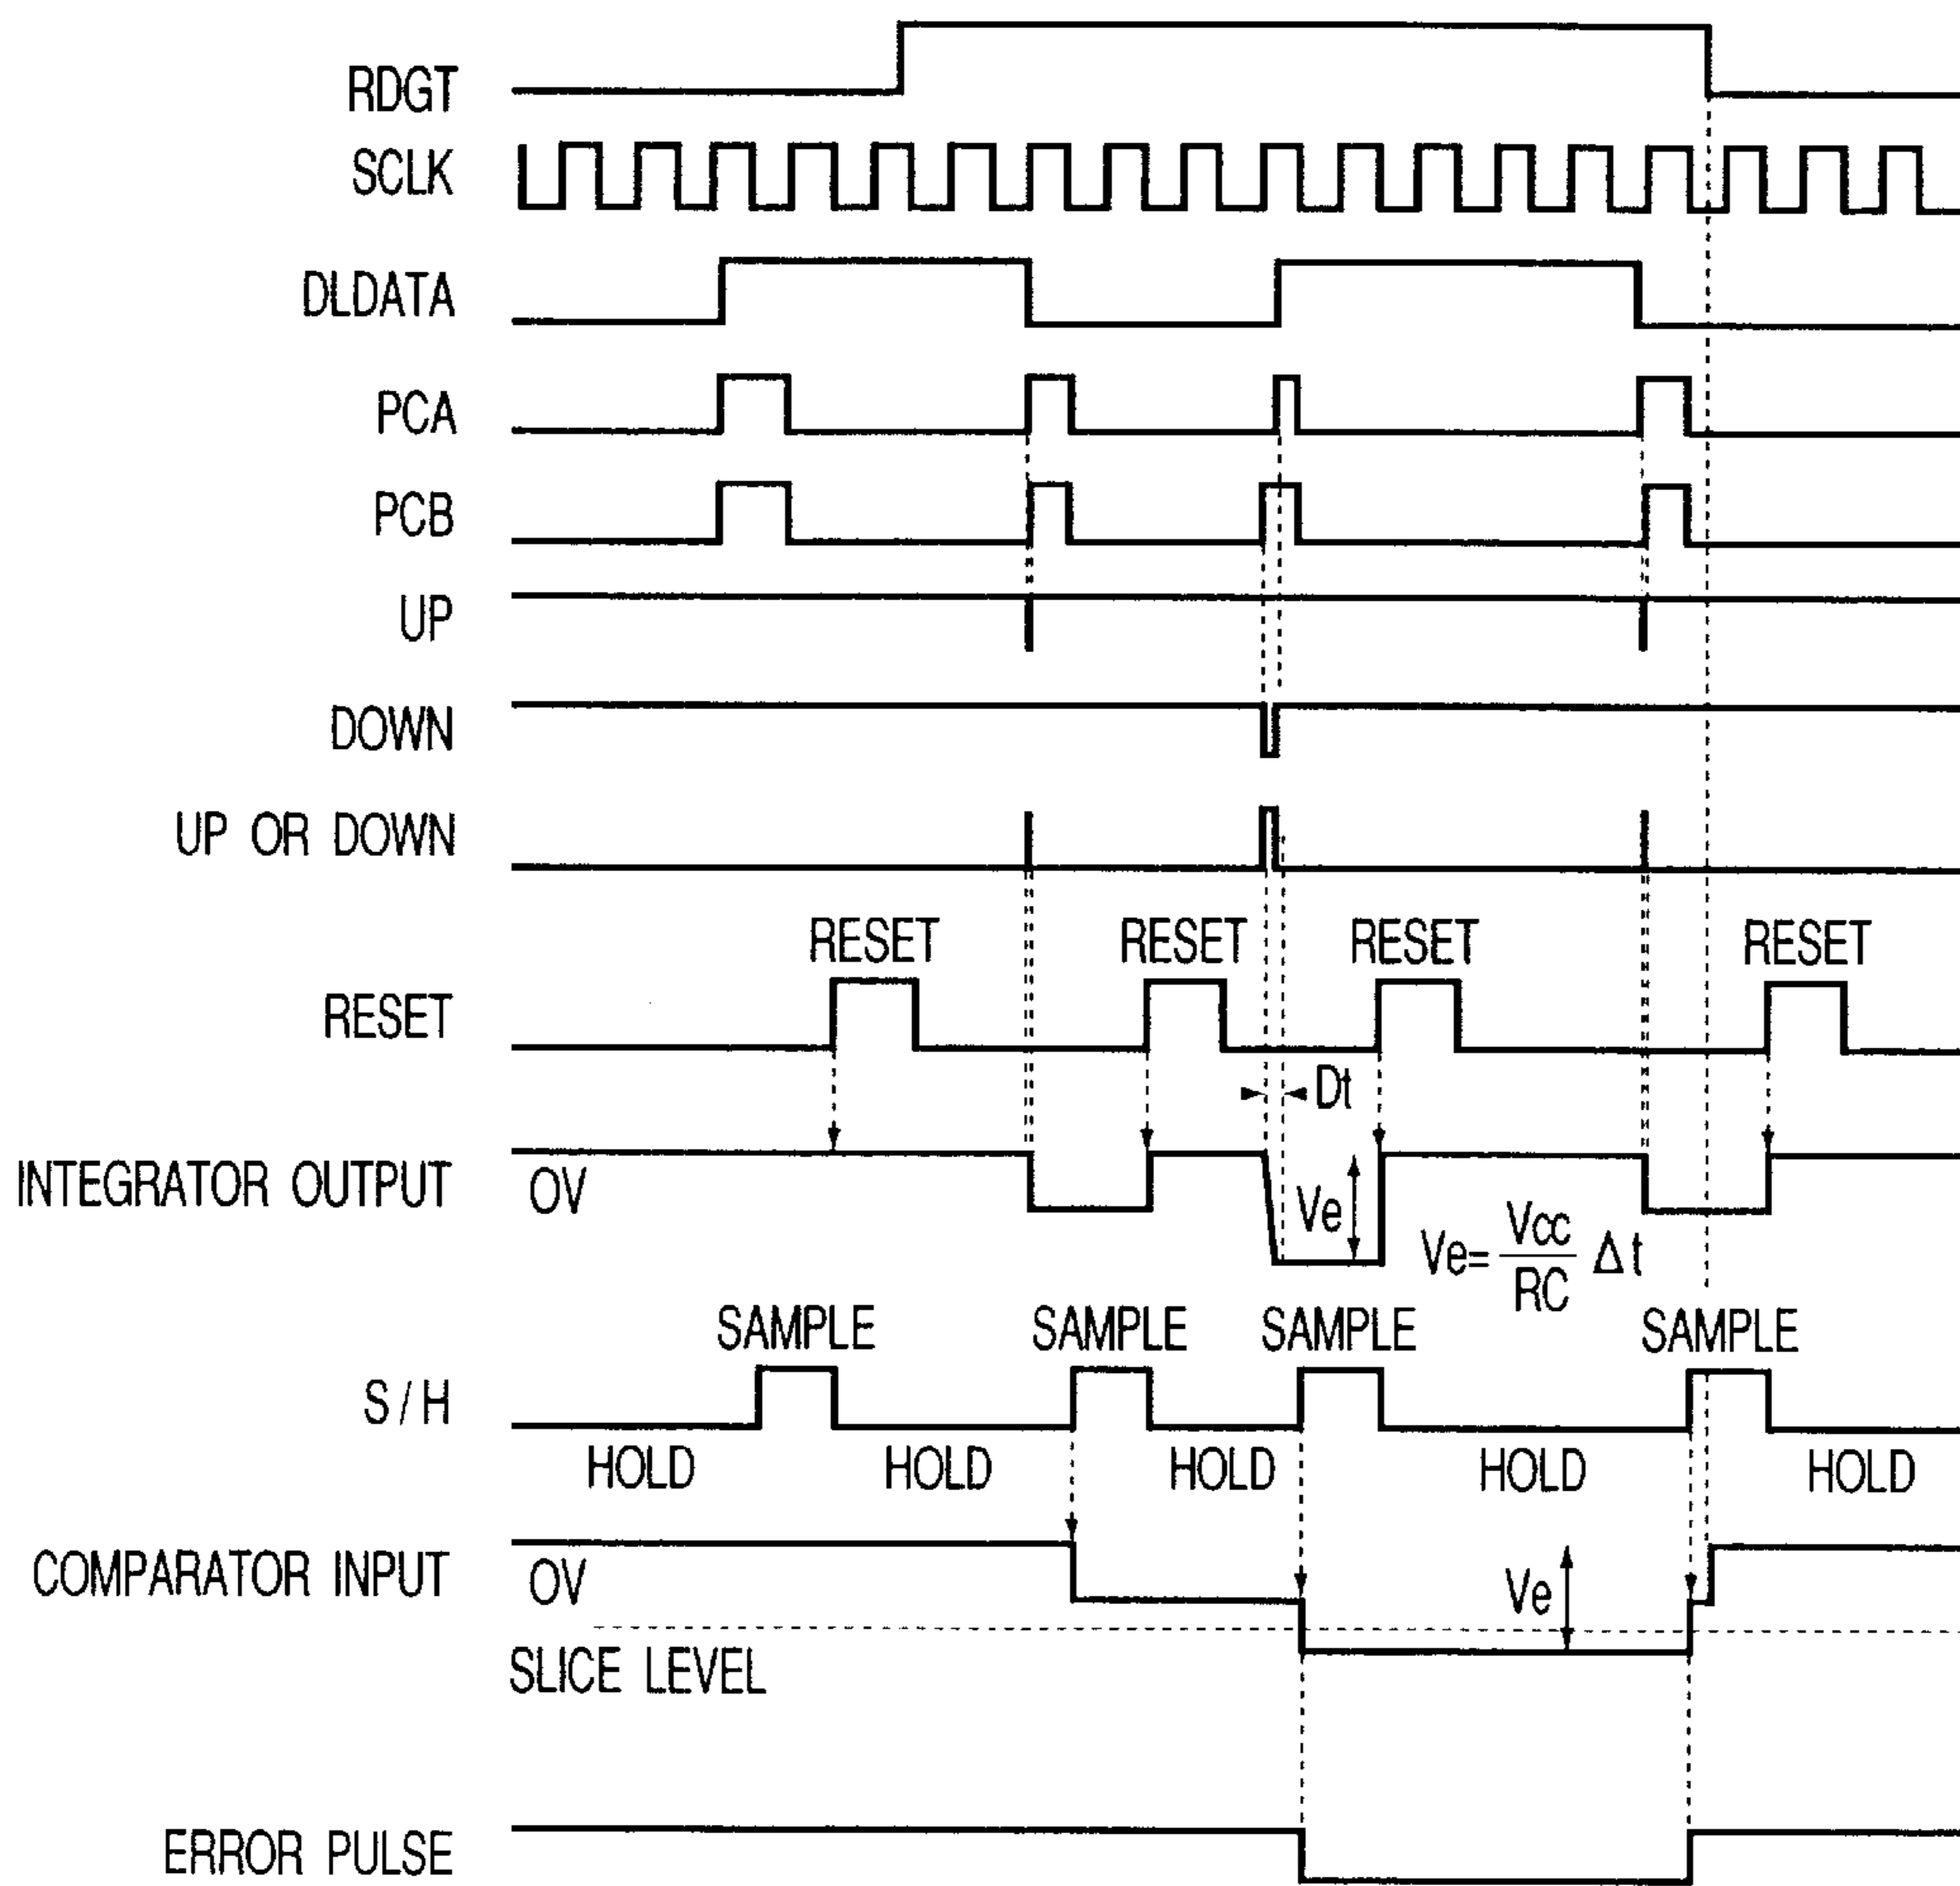 RDGT
SCLK
DLDATA
PCA
PCB
UP
DOWN
UP OR DOWN
RESET RESET RESET RESET
RESET
Dt
INTEGRATOR OUTPUT
OV
Ve
Ve= Vcc/RC Δt
SAMPLE SAMPLE SAMPLE SAMPLE
S/H
HOLD HOLD HOLD HOLD HOLD
COMPARATOR INPUT
OV
Ve
SLICE LEVEL
ERROR PULSE